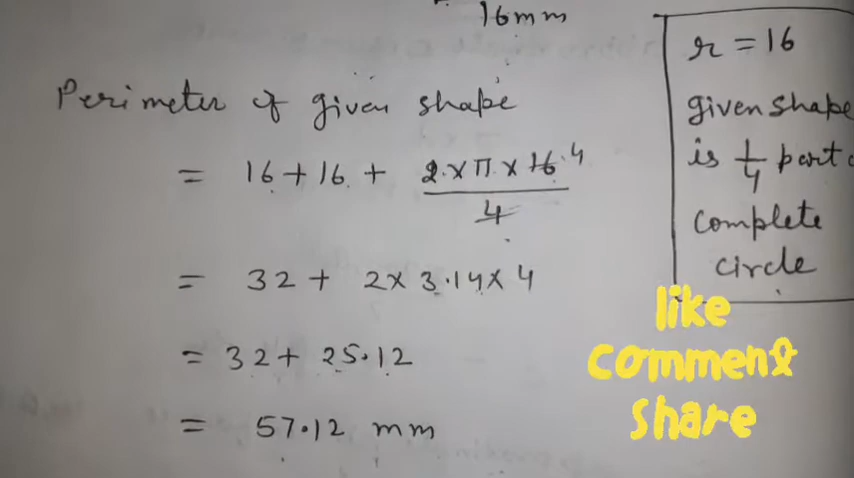 16mm
Perimeter of given shape
= 16 + 16 + 2 × π × 16 4
4
= 32 + 2 × 3.14 × 4
= 32 + 25.12
= 57.12 mm
r = 16
given shape
is 1/4 part
complete
circle
like
comment
share